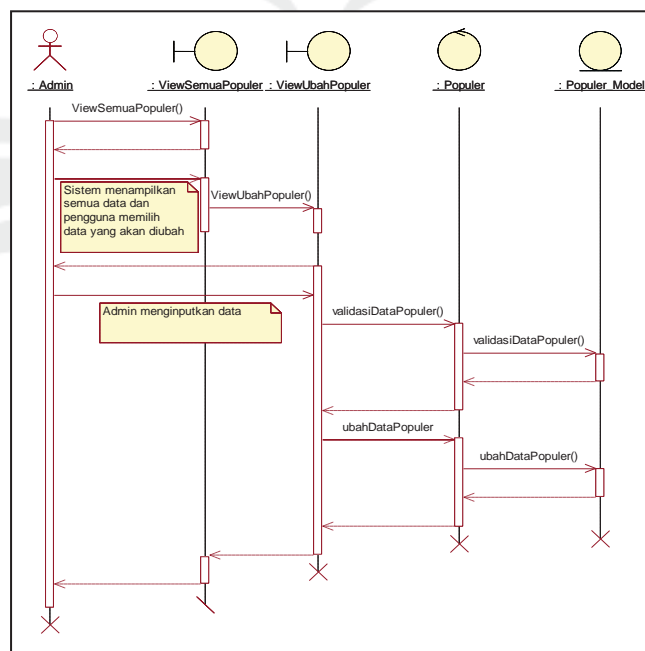 : Admin
: ViewSemuaPopuler
: ViewUbahPopuler
: Populer
: Populer_Model
ViewSemuaPopuler()
Sistem menampilkan
semua data dan
pengguna memilih
data yang akan diubah
ViewUbahPopuler()
Admin menginputkan data
validasiDataPopuler()
validasiDataPopuler()
ubahDataPopuler
ubahDataPopuler()